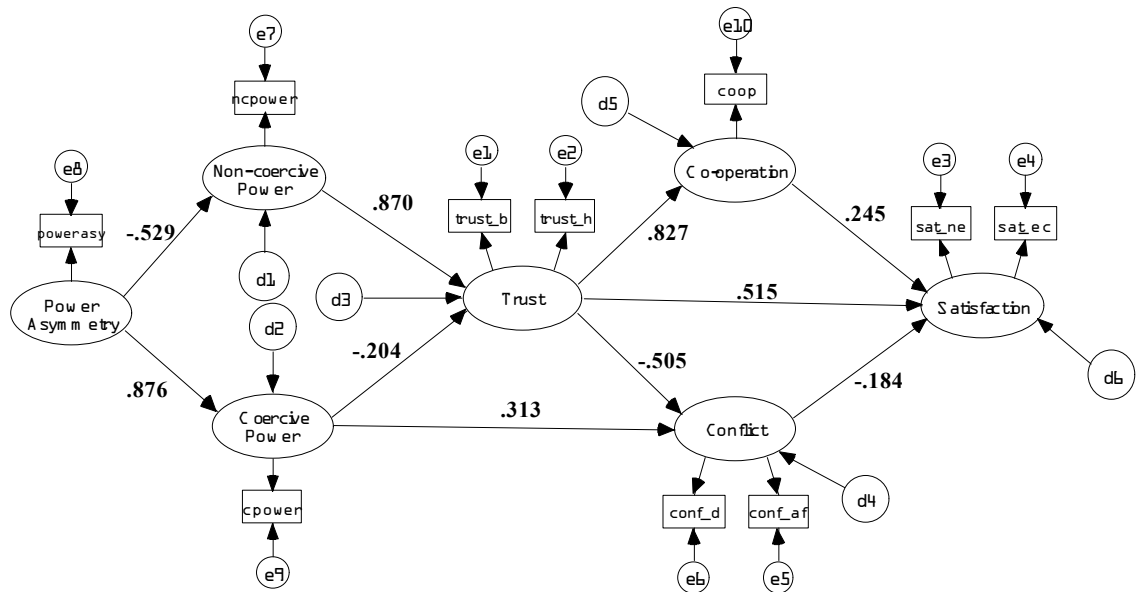 e7
e10
ncpower
coop
d5
e8
e1
e2
e3
e4
Non-coercive
Power
Co-operation
powerasy
-.529
.870
trust_b
trust_h
.827
.245
sat_ne
sat_ec
d1
d3
Power
Asymmetry
Trust
.515
Satisfaction
d2
-.204
-.505
-.184
d6
.876
Coercive
Power
.313
Conflict
cpower
conf_d
conf_af
d4
e9
e6
e5